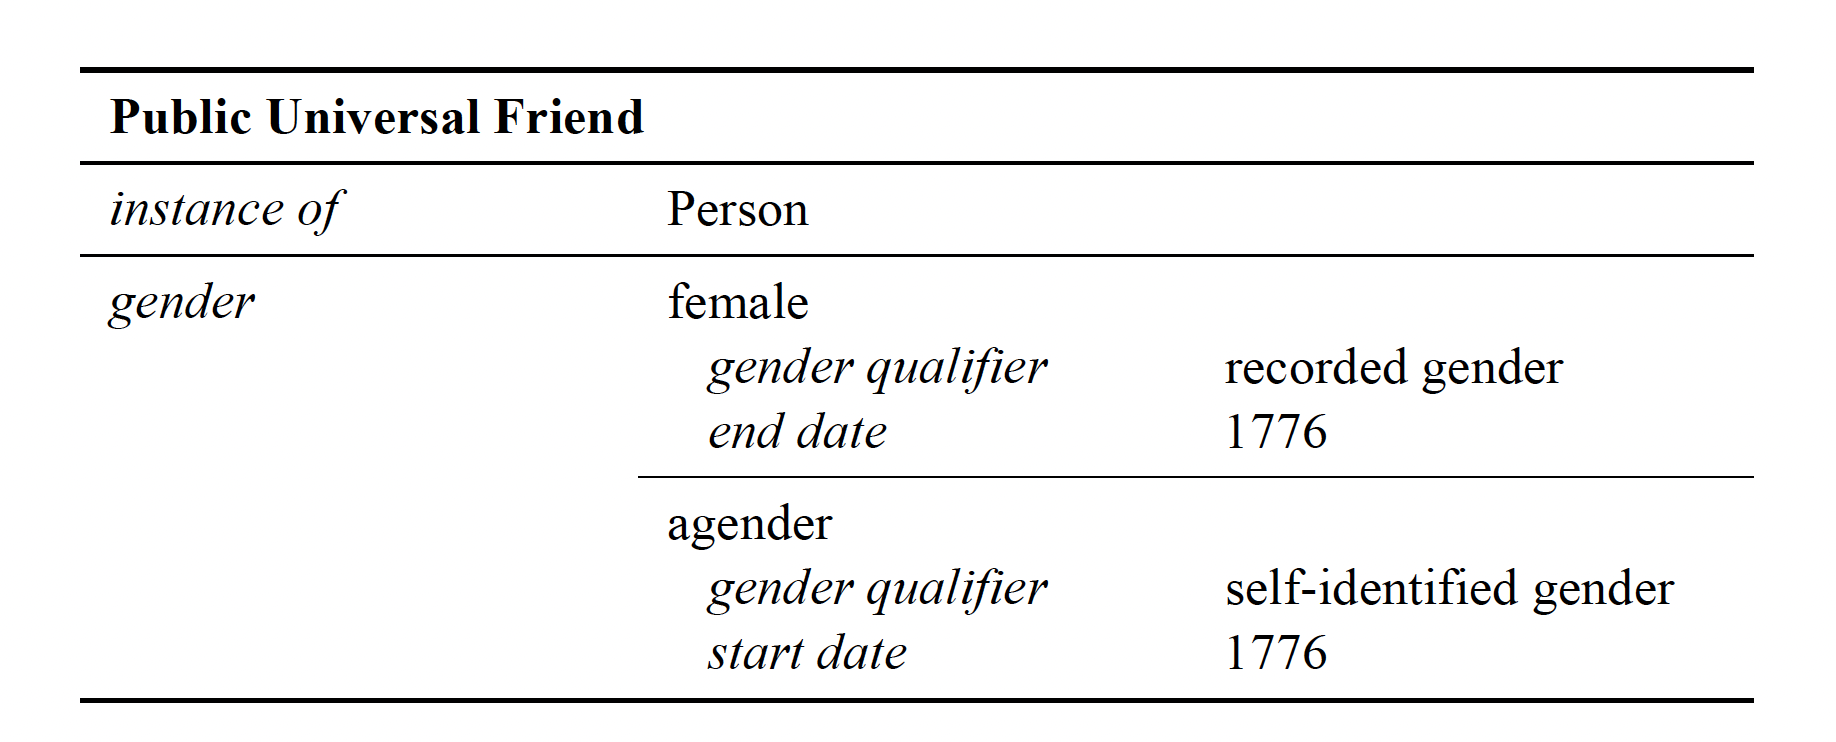 Public Universal Friend
instance of Person
gender female
gender qualifier recorded gender
end date 1776
agender
gender qualifier self-identified gender
start date 1776